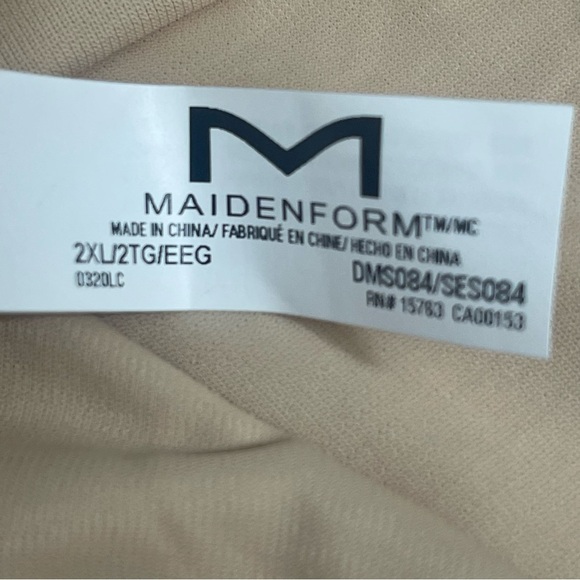 M
MAIDENFORM™/MC
MADE IN CHINA/ FABRIQUÉ EN CHINE/ HECHO EN CHINA
2XL/2TG/EEG
DMS084/SES084
0320LC
RN# 15763 CA00153